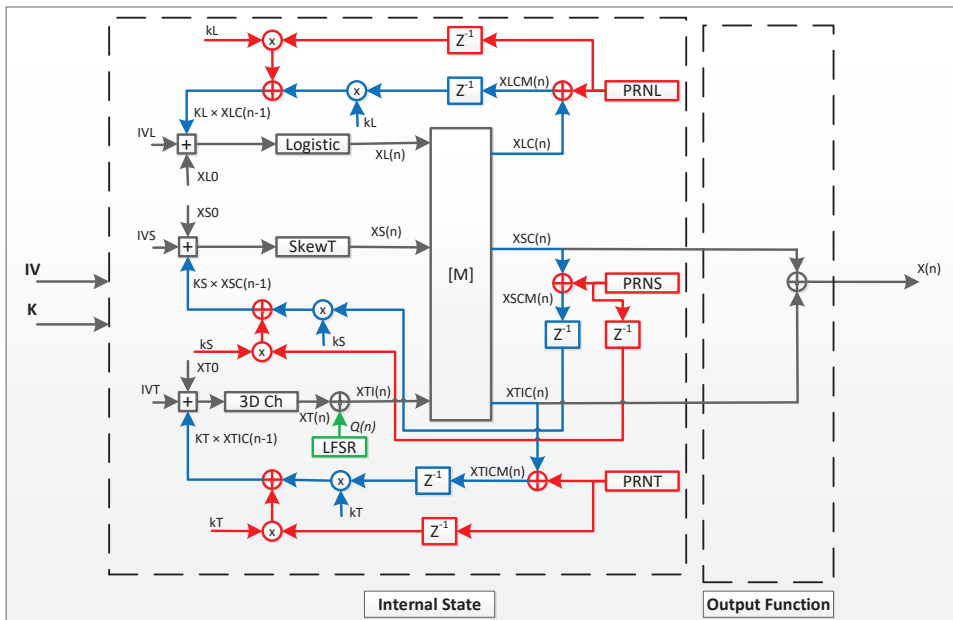 kL
x
Z⁻¹
XLCM(n)
PRNL
x
Z⁻¹
KL × XLC(n-1)
kL
IVL
+
Logistic
XL(n)
XLC(n)
XL0
XS0
IVS
+
SkewT
XS(n)
XSC(n)
X(n)
IV
[M]
KS × XSC(n-1)
PRNS
XSCM(n)
K
x
Z⁻¹
Z⁻¹
kS
kS
x
XT0
IVT
+
3D Ch
XTI(n)
XTIC(n)
XT(n)
Q(n)
KT × XTIC(n-1)
LFSR
XTICM(n)
x
Z⁻¹
PRNT
kT
kT
x
Z⁻¹
Internal State
Output Function